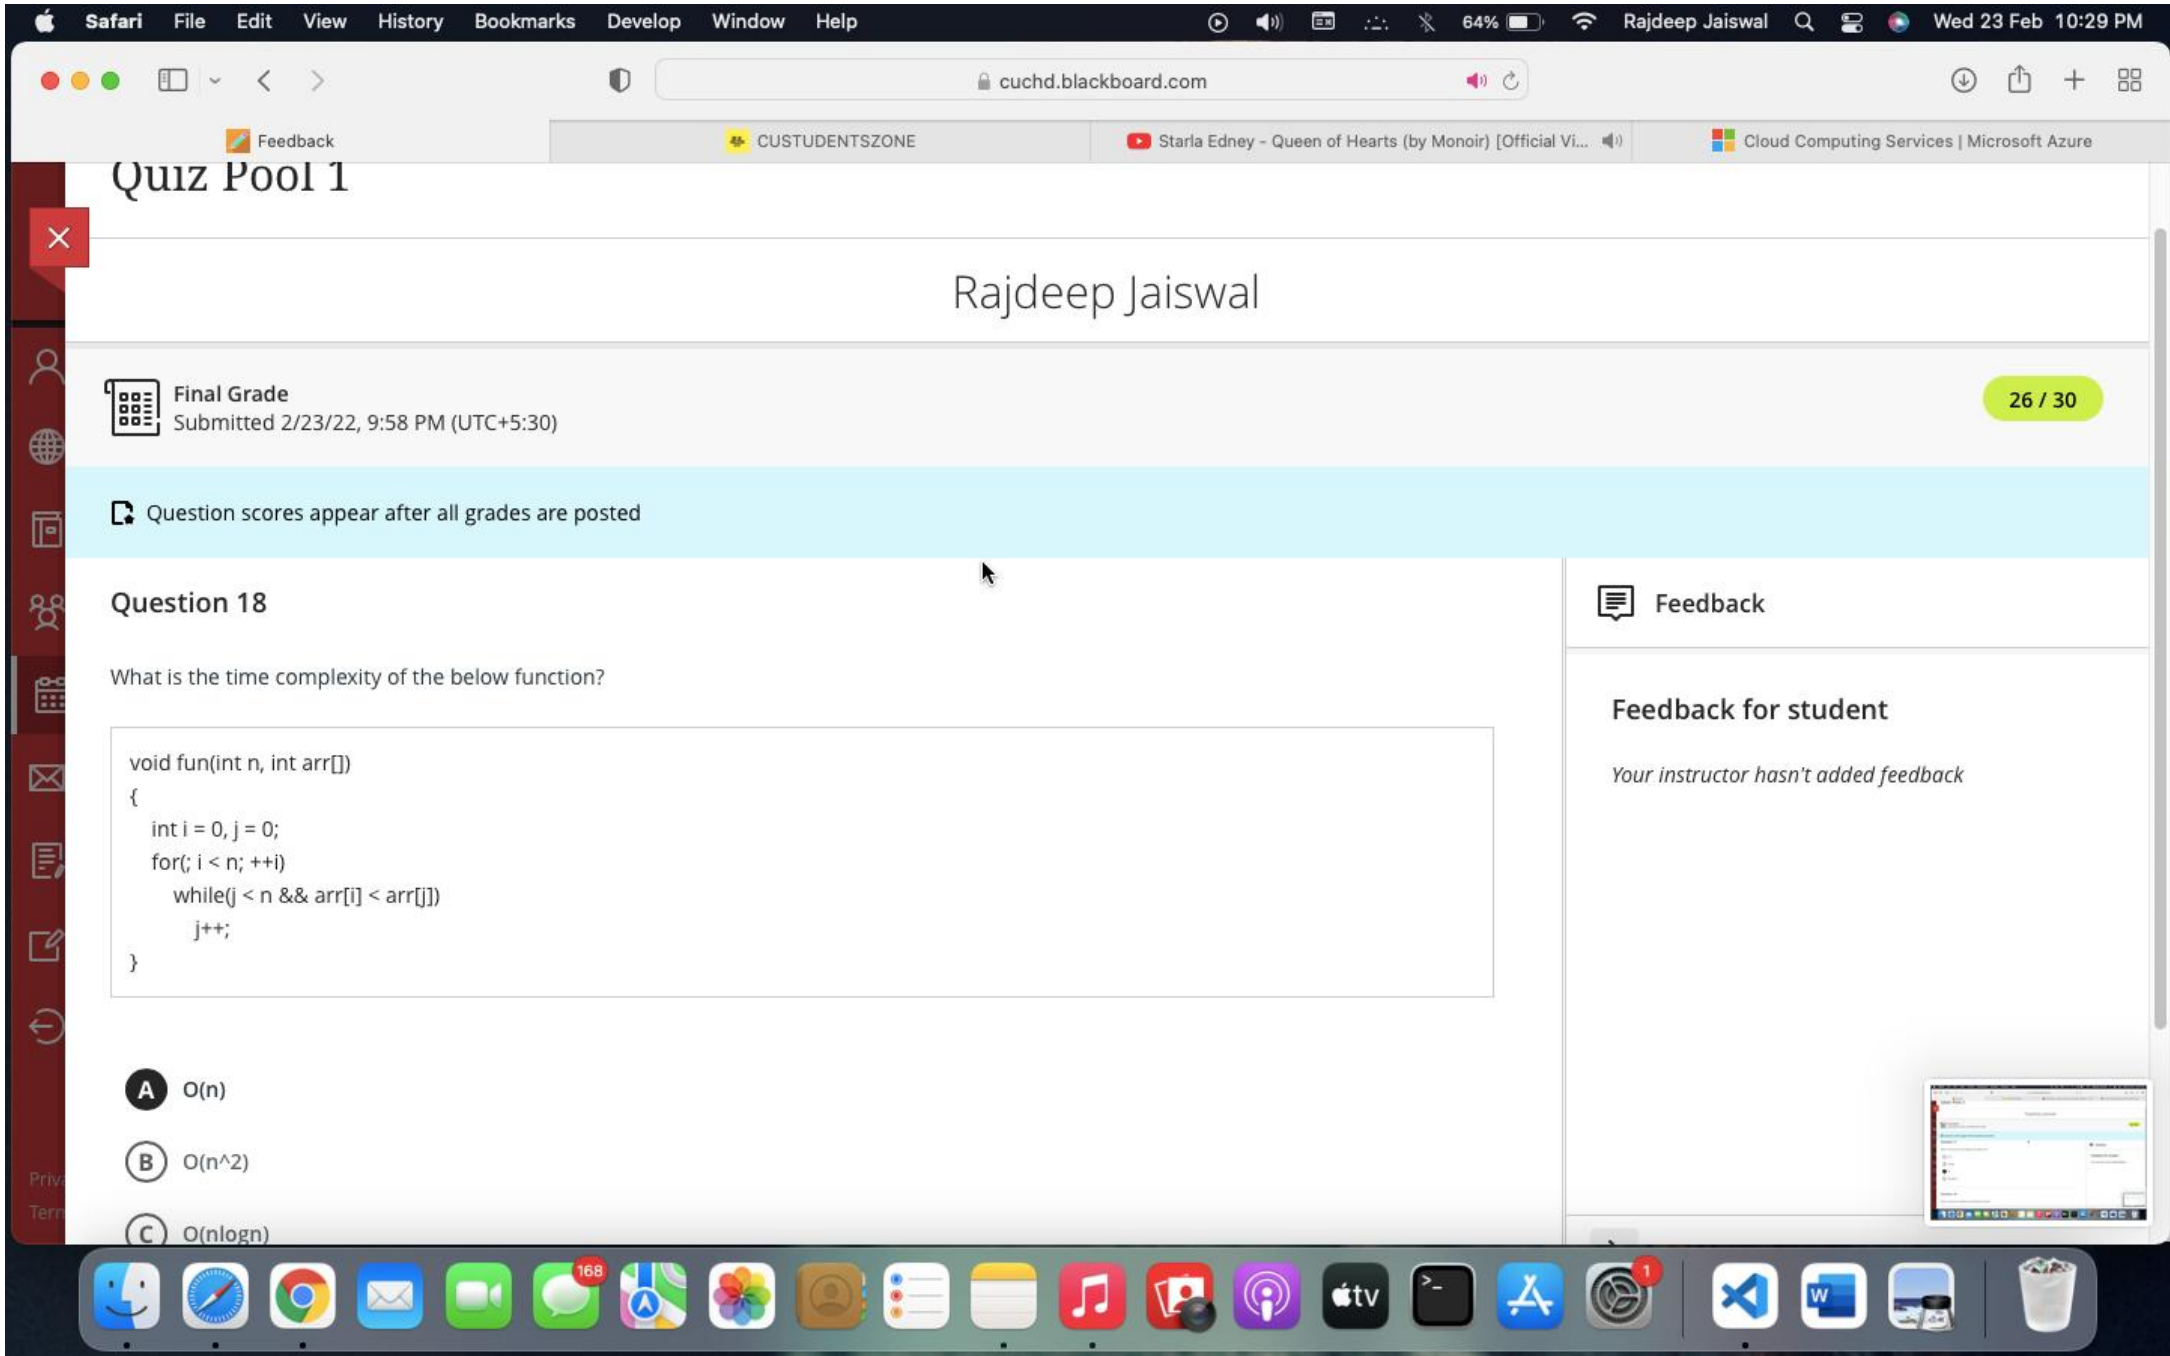 Safari File Edit View History Bookmarks Develop Window Help 64% Rajdeep Jaiswal Wed 23 Feb 10:29 PM
cuchd.blackboard.com
Feedback CUSTUDENTSZONE Starla Edney - Queen of Hearts (by Monoir) [Official Vi... Cloud Computing Services | Microsoft Azure
Quiz Pool 1
Rajdeep Jaiswal
Final Grade
Submitted 2/23/22, 9:58 PM (UTC+5:30)
26 / 30
Question scores appear after all grades are posted
Question 18
What is the time complexity of the below function?
void fun(int n, int arr[])
{
int i = 0, j = 0;
for(; i < n; ++i)
while(j < n && arr[i] < arr[j])
j++;
}
A O(n)
B O(n^2)
C O(nlogn)
Feedback
Feedback for student
Your instructor hasn't added feedback
Priva
Term
168
tv
>_
1
W